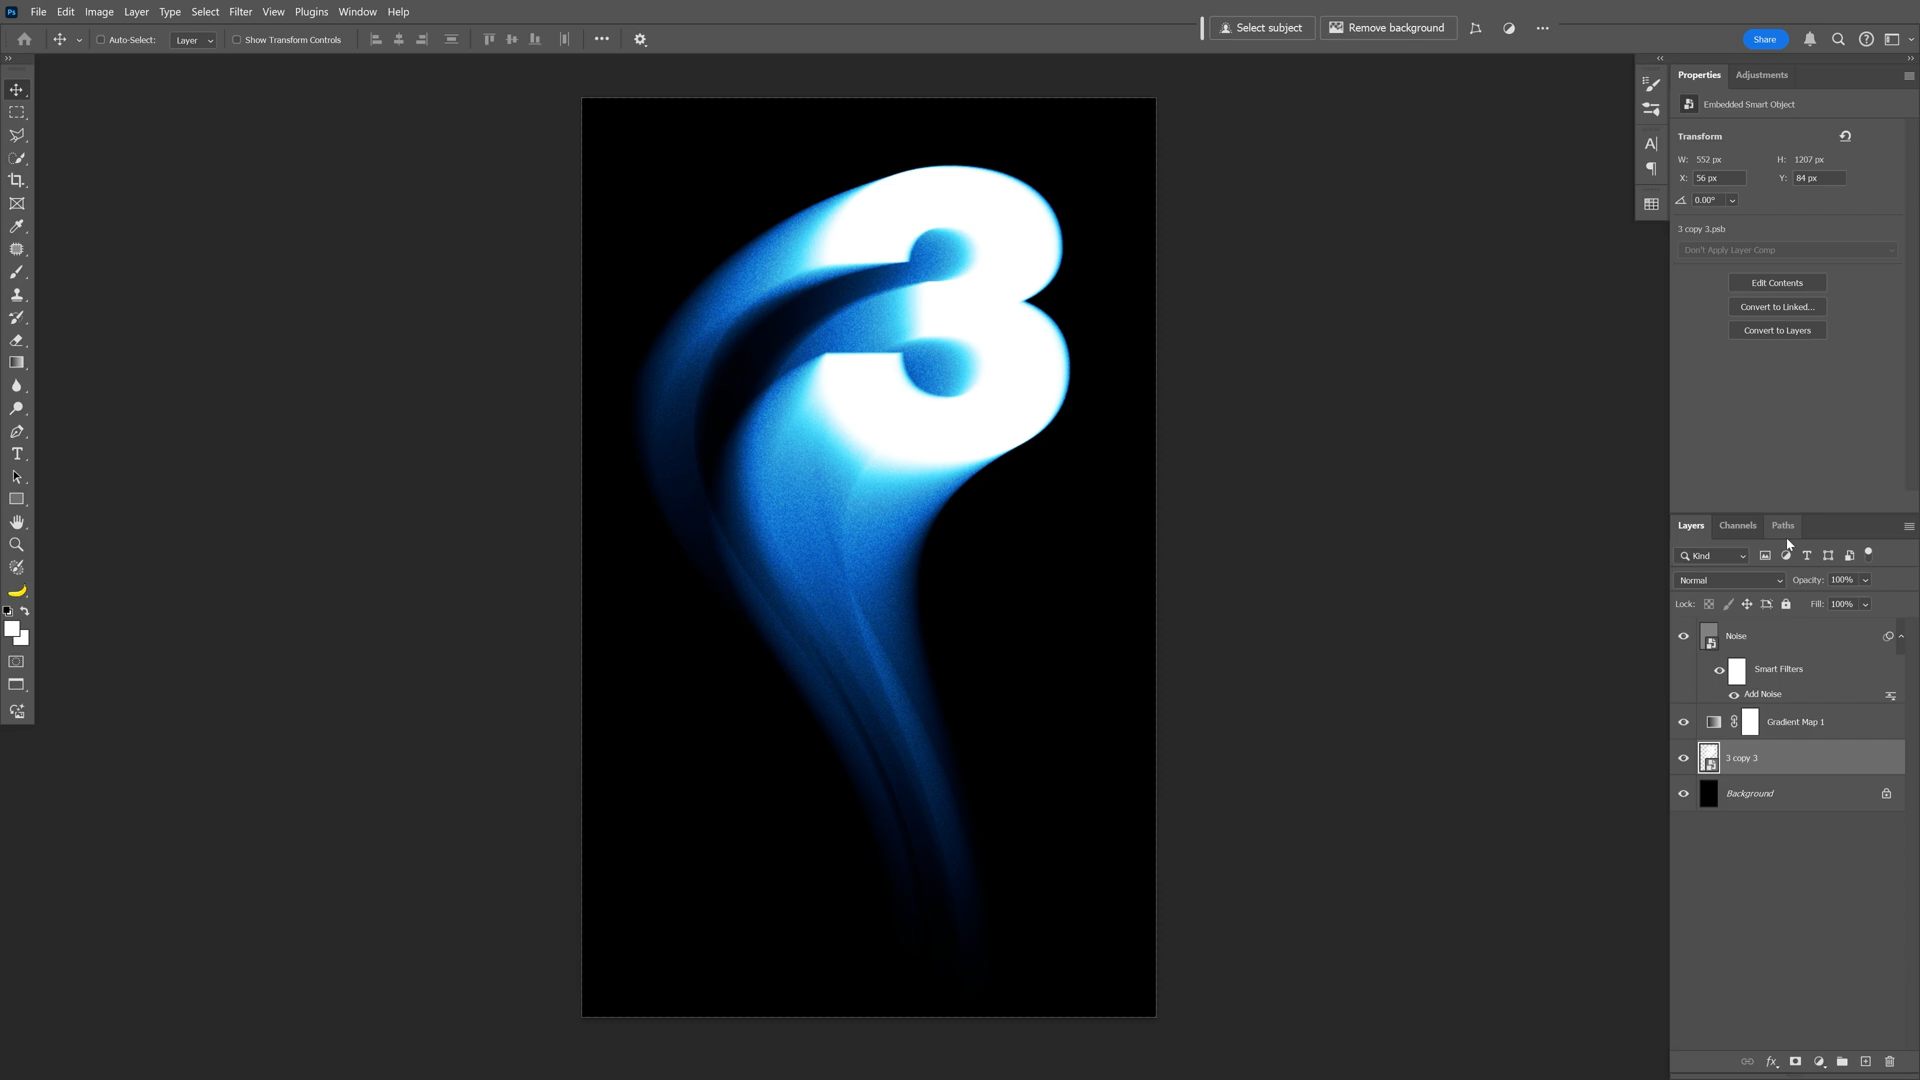 Ps File Edit Image Layer Type Select Filter View Plugins Window Help
Auto-Select: Layer Show Transform Controls
Select subject Remove background
Share
Properties Adjustments
Embedded Smart Object
Transform
W: 552 px H: 1207 px
X: 56 px Y: 84 px
0.00°
3 copy 3.psb
Don't Apply Layer Comp
Edit Contents
Convert to Linked...
Convert to Layers
3
Layers Channels Paths
Kind
Normal Opacity: 100%
Lock: Fill: 100%
Noise
Smart Filters
Add Noise
Gradient Map 1
3 copy 3
Background
fx